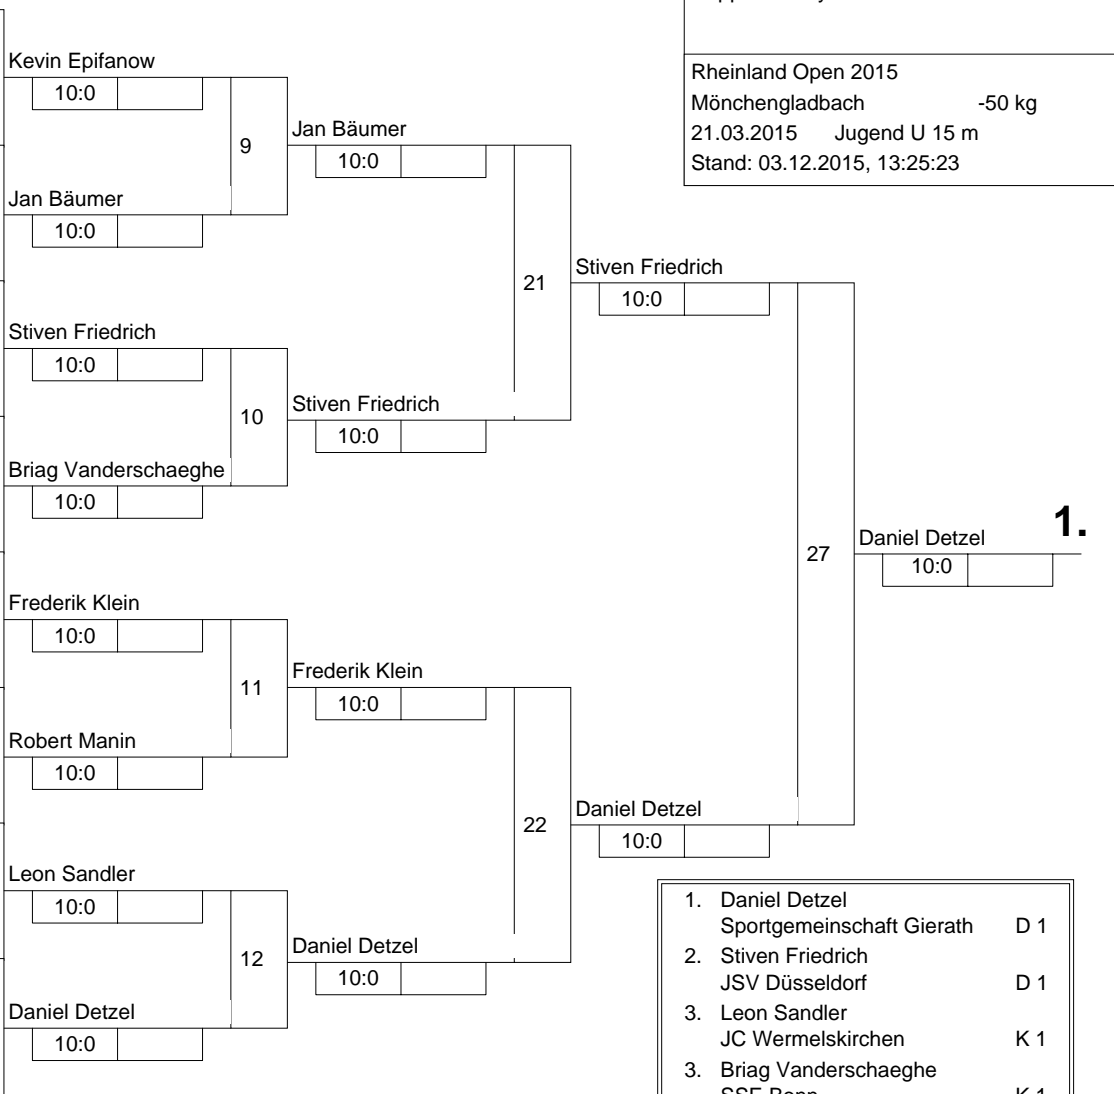 Rheinland Open 2015
Mönchengladbach -50 kg
21.03.2015 Jugend U 15 m
Stand: 03.12.2015, 13:25:23
Kevin Epifanow
10:0
9
Jan Bäumer
10:0
Jan Bäumer
10:0
21
Stiven Friedrich
10:0
Stiven Friedrich
10:0
10
Stiven Friedrich
10:0
Briag Vanderschaeghe
10:0
27
Daniel Detzel
1.
10:0
Frederik Klein
10:0
11
Frederik Klein
10:0
Robert Manin
10:0
22
Daniel Detzel
10:0
Leon Sandler
10:0
12
Daniel Detzel
10:0
Daniel Detzel
10:0
1. Daniel Detzel
Sportgemeinschaft Gierath D 1
2. Stiven Friedrich
JSV Düsseldorf D 1
3. Leon Sandler
JC Wermelskirchen K 1
3. Briag Vanderschaeghe
SSF Bonn K 1